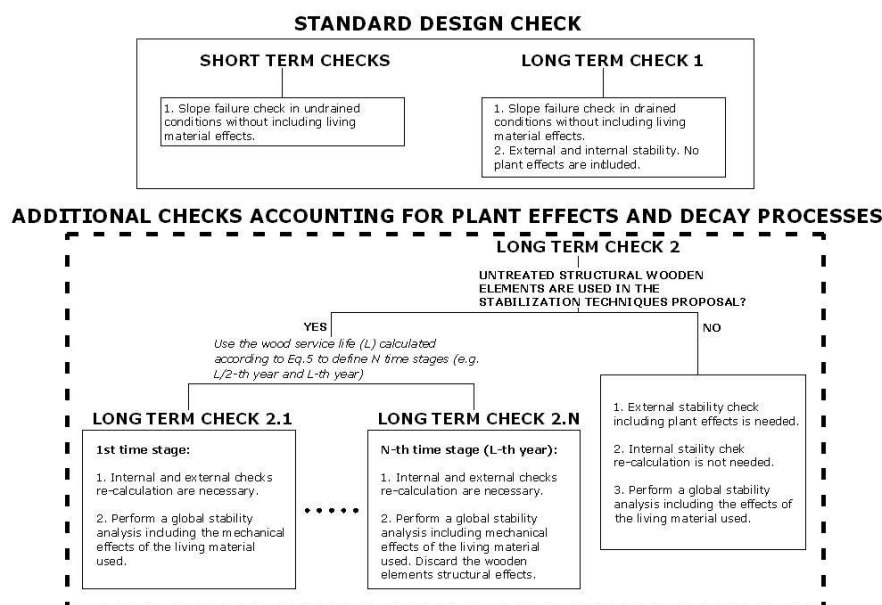 STANDARD DESIGN CHECK
SHORT TERM CHECKS
1. Slope failure check in undrained
conditions without including living
material effects.
LONG TERM CHECK 1
1. Slope failure check in drained
conditions without including living
material effects.
2. External and internal stability. No
plant effects are included.
ADDITIONAL CHECKS ACCOUNTING FOR PLANT EFFECTS AND DECAY PROCESSES
LONG TERM CHECK 2
UNTREATED STRUCTURAL WOODEN
ELEMENTS ARE USED IN THE
STABILIZATION TECHNIQUES PROPOSAL?
YES
Use the wood service life (L) calculated
according to Eq.5 to define N time stages (e.g.
L/2-th year and L-th year)
LONG TERM CHECK 2.1
1st time stage:
1. Internal and external checks
re-calculation are necessary.
2. Perform a global stability
analysis including the mechanical
effects of the living material
used.
.....
LONG TERM CHECK 2.N
N-th time stage (L-th year):
1. Internal and external checks
re-calculation are necessary.
2. Perform a global stability
analysis including mechanical
effects of the living material
used. Discard the wooden
elements structural effects.
NO
1. External stability check
including plant effects is needed.
2. Internal staility chek
re-calculation is not needed.
3. Perform a global stability
analysis including the effects of
the living material used.